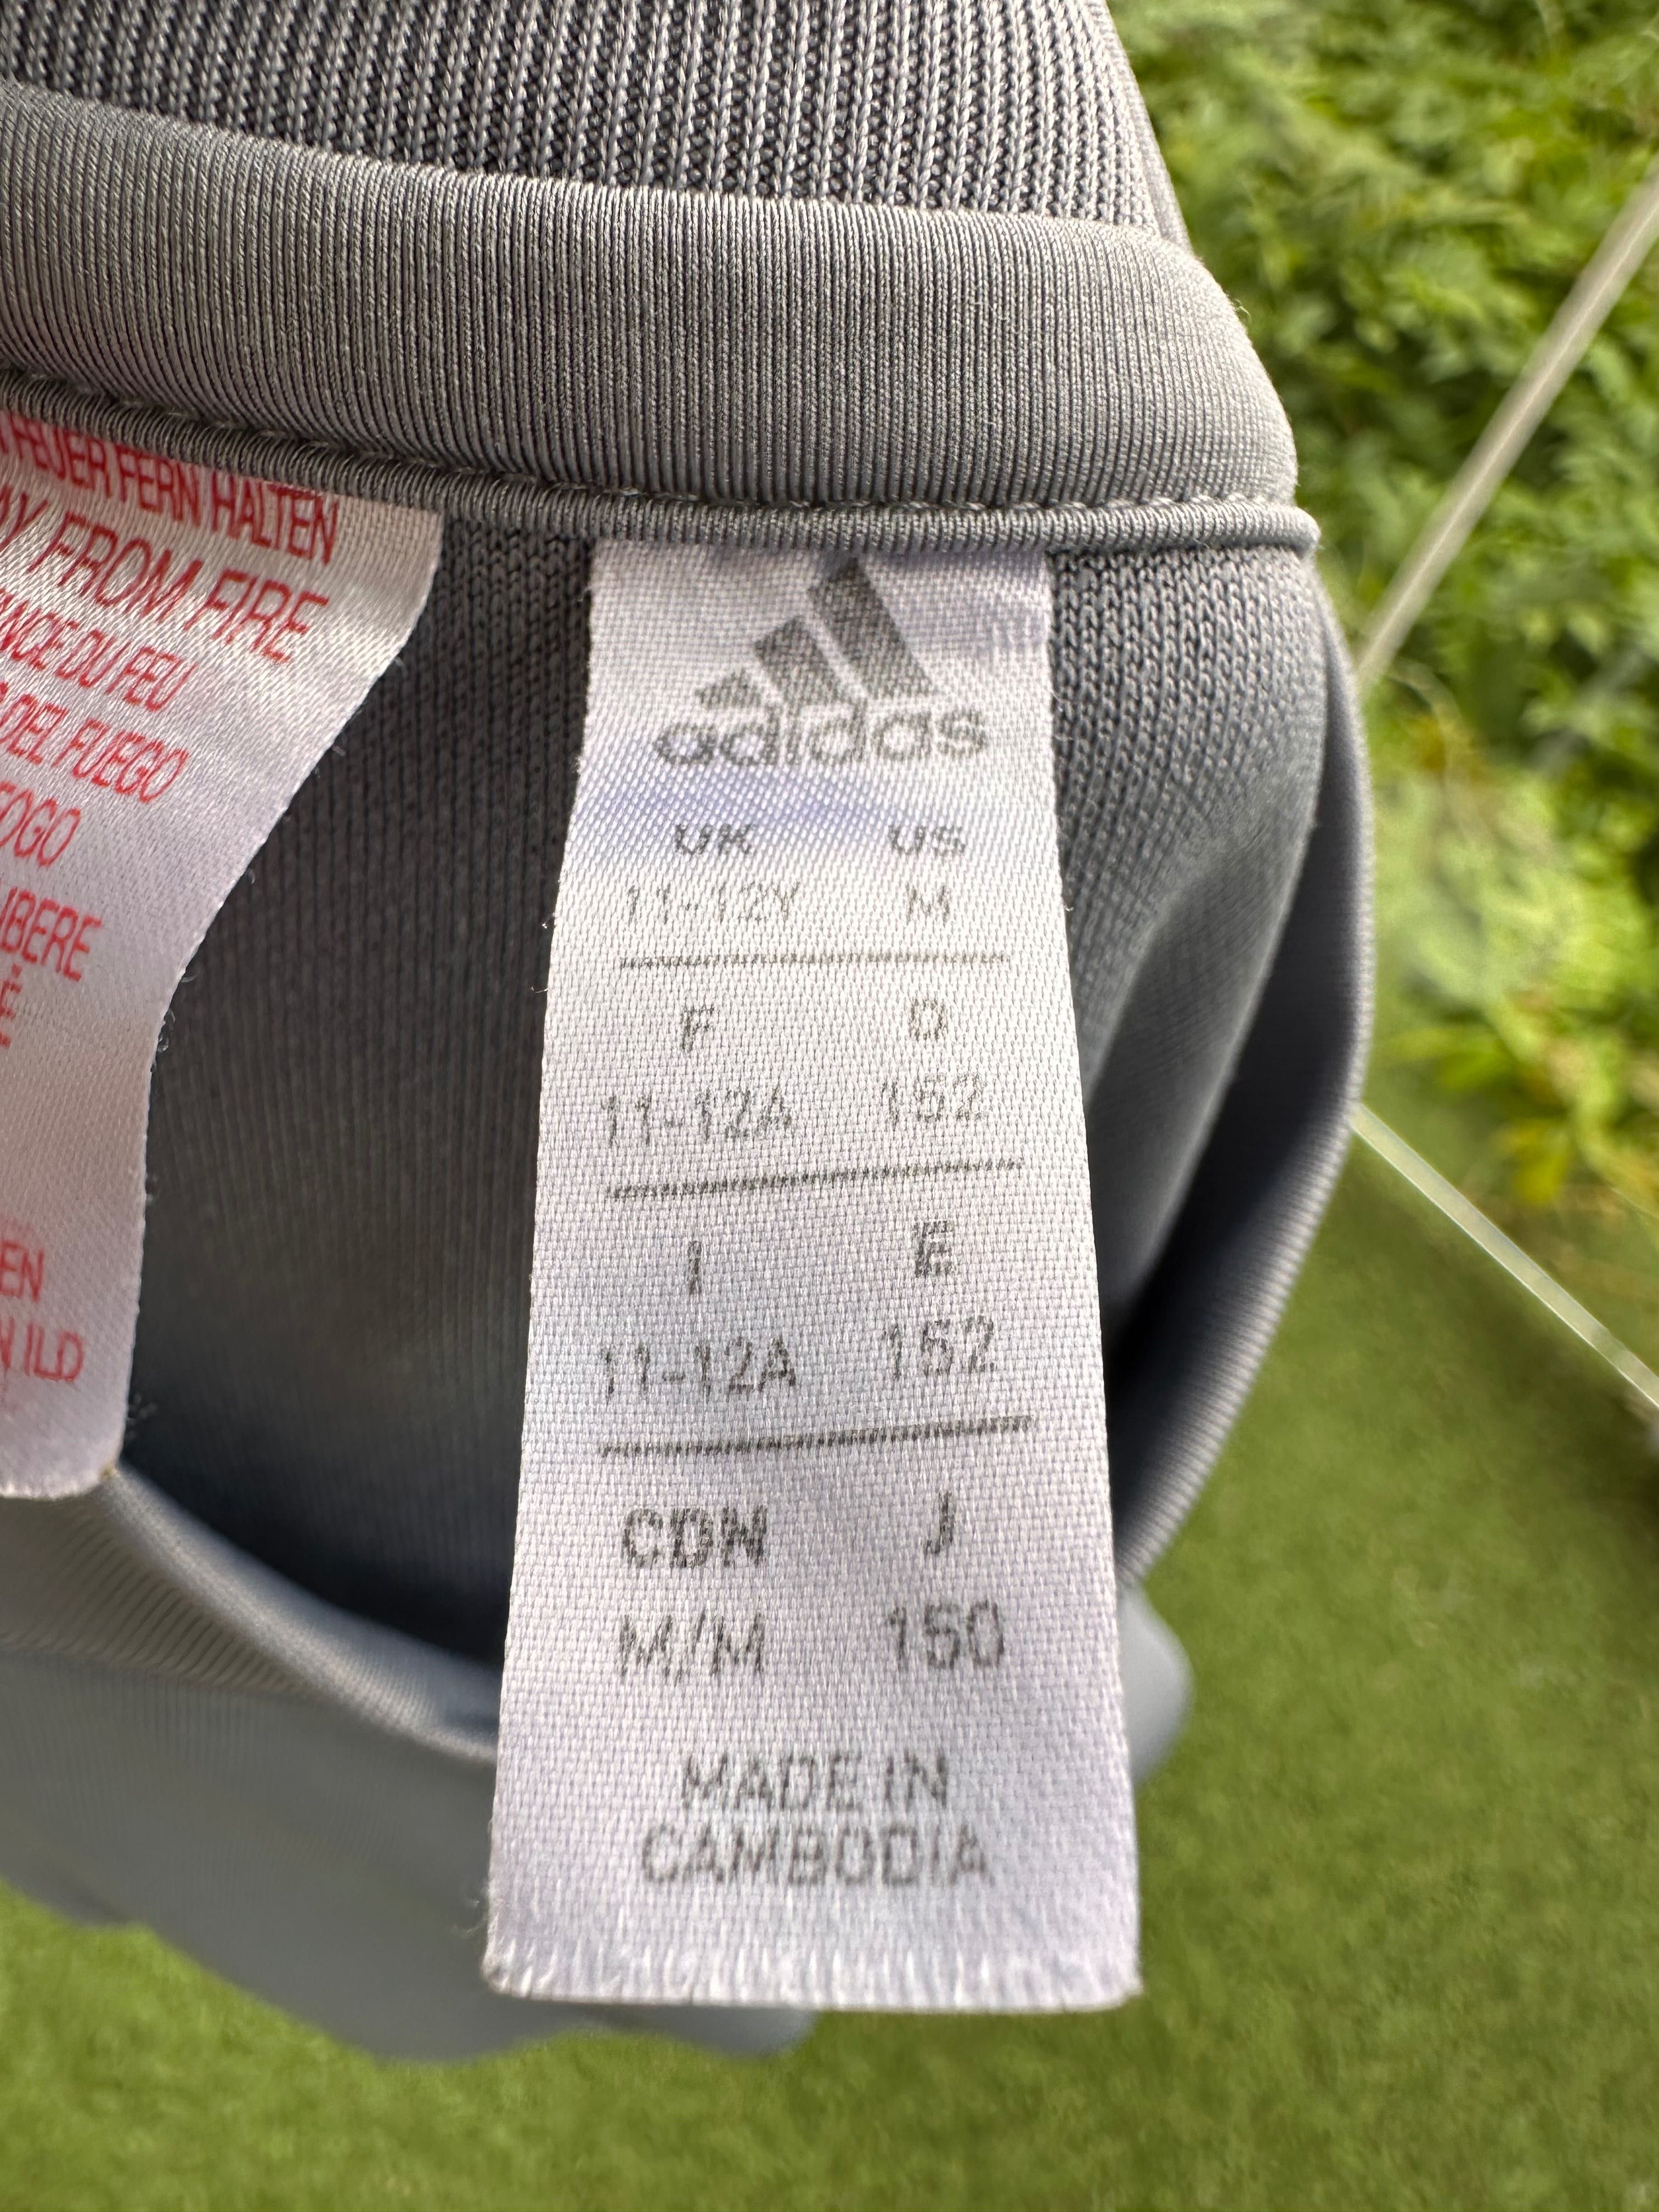 FEUER FERN HALTEN
FROM FIRE
DU FEU
DEL FUEGO
adidas
UK US
11-12Y M
F D
11-12A 152
I E
11-12A 152
CDN J
M/M 150
MADE IN
CAMBODIA